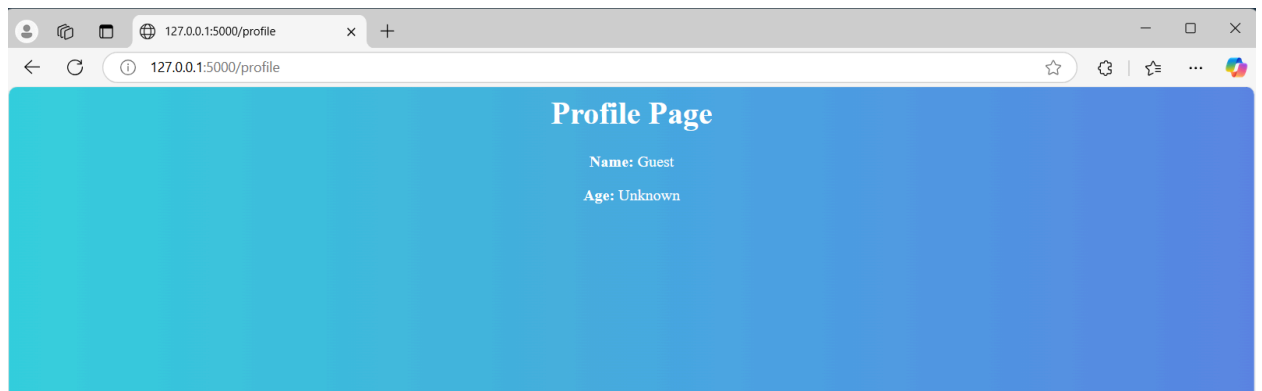 127.0.0.1:5000/profile
127.0.0.1:5000/profile
Profile Page
Name: Guest
Age: Unknown